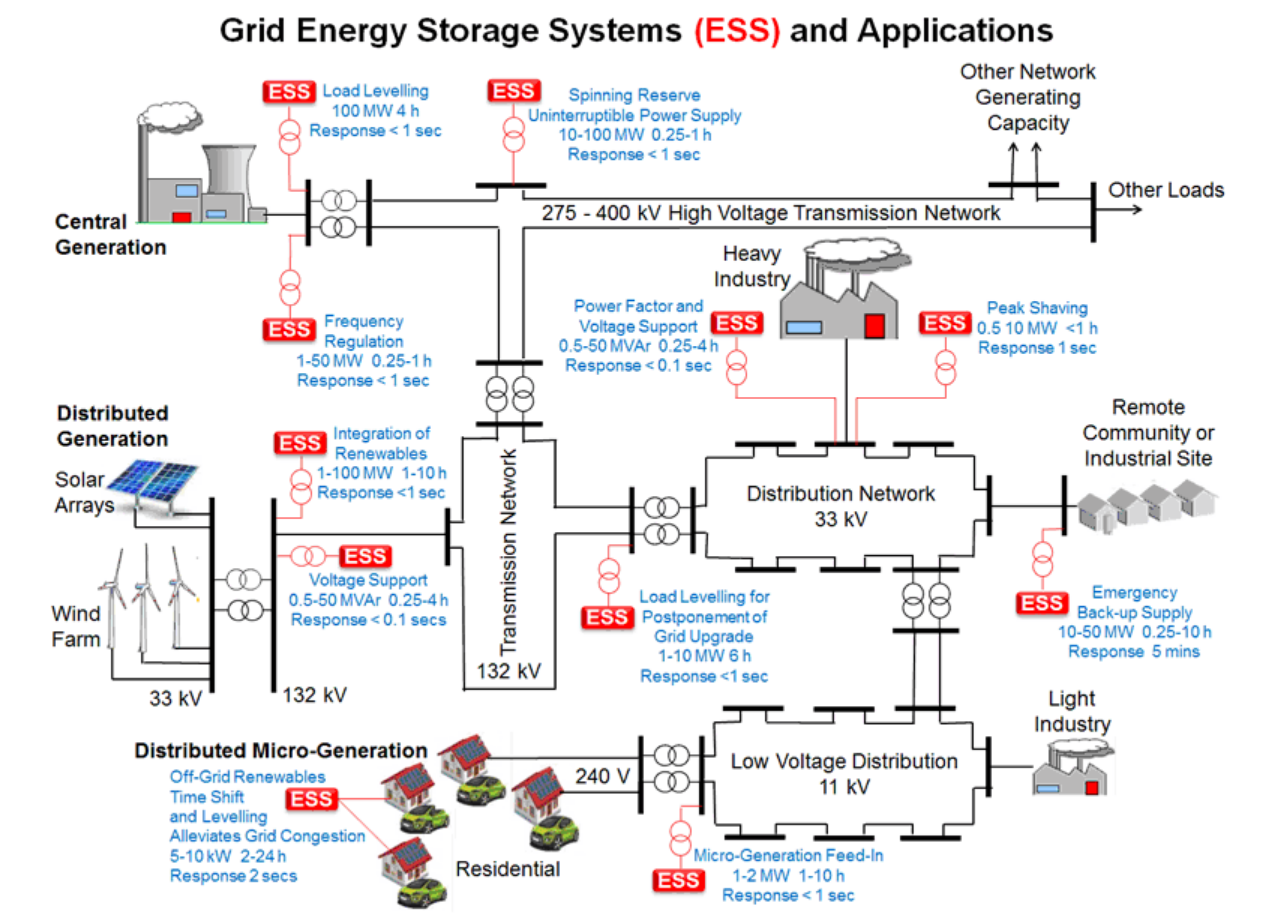 Grid Energy Storage Systems (ESS) and Applications
ESS
Load Levelling
100 MW 4 h
Response < 1 sec
ESS
Spinning Reserve
Uninterruptible Power Supply
10-100 MW 0.25-1 h
Response < 1 sec
Other Network
Generating
Capacity
Other Loads
Central
Generation
275 - 400 kV High Voltage Transmission Network
ESS
Frequency
Regulation
1-50 MW 0.25-1 h
Response < 1 sec
Heavy
Industry
Power Factor and
Voltage Support
0.5-50 MVAr 0.25-4 h
Response < 0.1 sec
ESS
ESS
Peak Shaving
0.5 10 MW <1 h
Response 1 sec
Distributed
Generation
Solar
Arrays
Wind
Farm
33 kV
132 kV
ESS
Integration of
Renewables
1-100 MW 1-10 h
Response <1 sec
ESS
Voltage Support
0.5-50 MVAr 0.25-4 h
Response < 0.1 secs
Transmission Network
132 kV
Distribution Network
33 kV
Remote
Community or
Industrial Site
ESS
Load Levelling for
Postponement of
Grid Upgrade
1-10 MW 6 h
Response <1 sec
ESS
Emergency
Back-up Supply
10-50 MW 0.25-10 h
Response 5 mins
Light
Industry
Low Voltage Distribution
11 kV
Distributed Micro-Generation
Off-Grid Renewables
Time Shift
and Levelling
Alleviates Grid Congestion
5-10 kW 2-24 h
Response 2 secs
ESS
240 V
Residential
ESS
Micro-Generation Feed-In
1-2 MW 1-10 h
Response < 1 sec